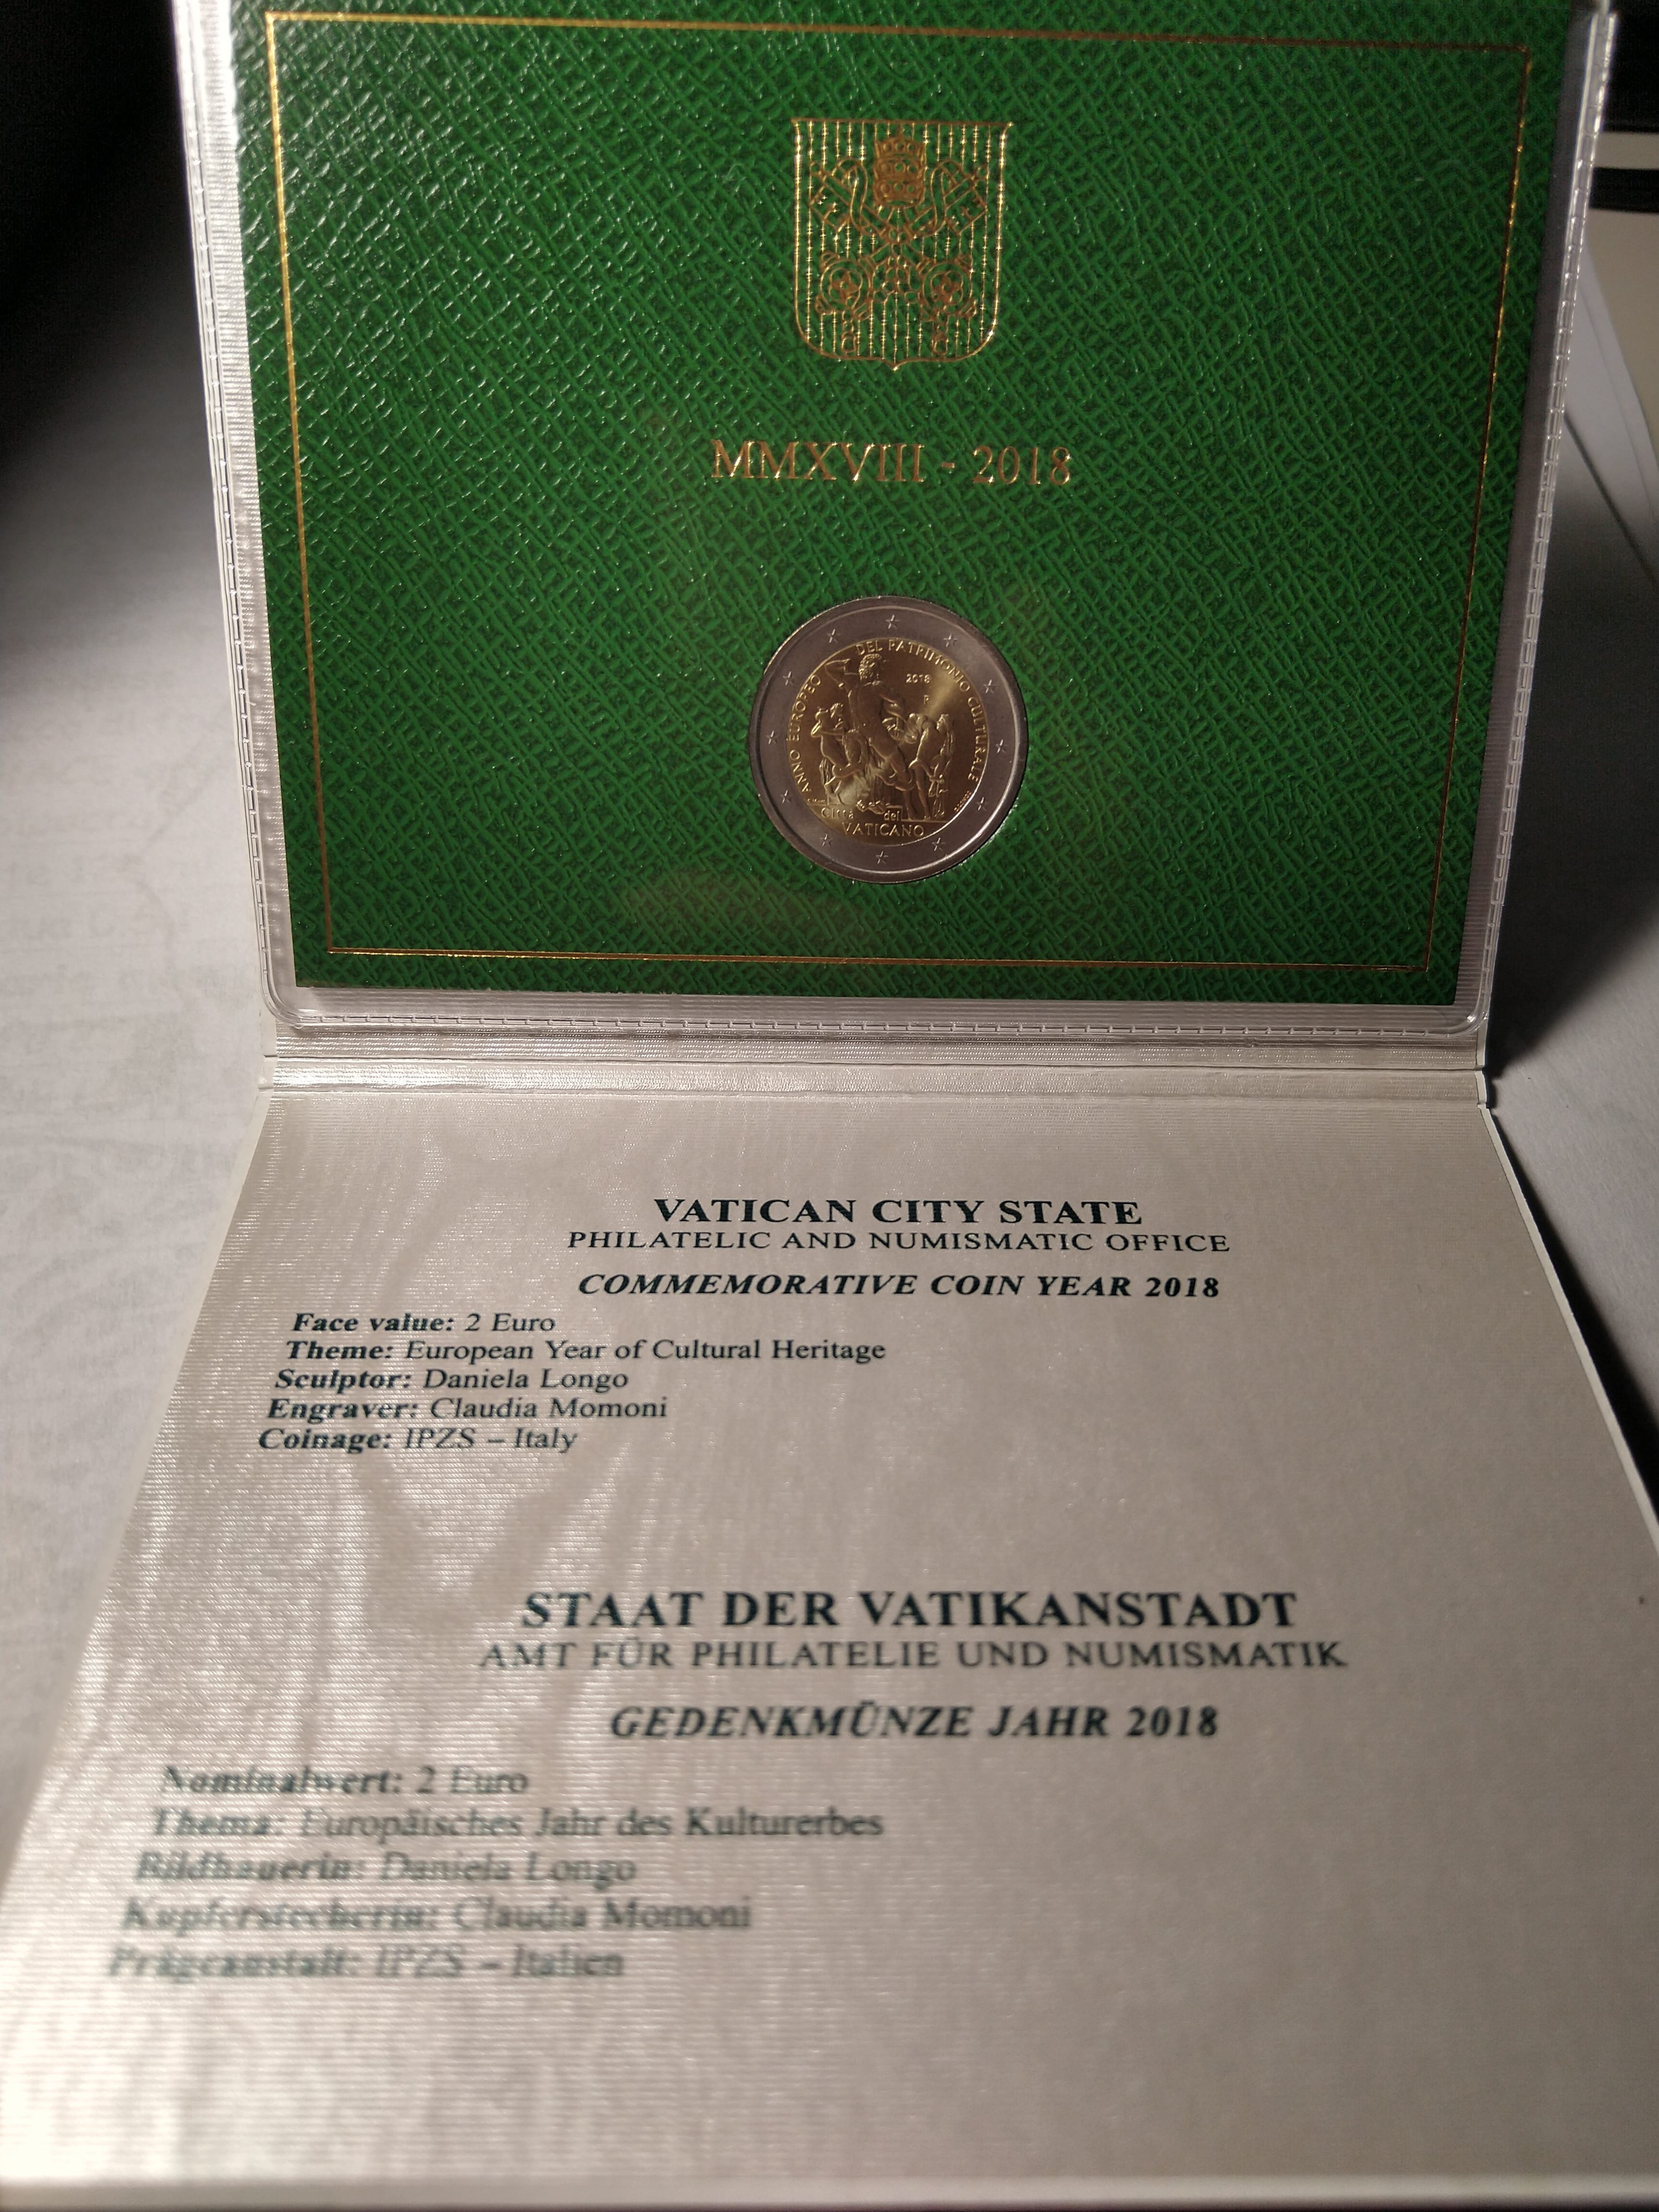 MMXVIII - 2018
ANNO EUROPEO DEL PATRIMONIO CULTURALE
2018
R
Città del
VATICANO
VATICAN CITY STATE
PHILATELIC AND NUMISMATIC OFFICE
COMMEMORATIVE COIN YEAR 2018
Face value: 2 Euro
Theme: European Year of Cultural Heritage
Sculptor: Daniela Longo
Engraver: Claudia Momoni
Coinage: IPZS – Italy
STAAT DER VATIKANSTADT
AMT FÜR PHILATELIE UND NUMISMATIK
GEDENKMÜNZE JAHR 2018
Nominalwert: 2 Euro
Thema: Europäisches Jahr des Kulturerbes
Bildhauerin: Daniela Longo
Kupferstecherin: Claudia Momoni
Prägeanstalt: IPZS – Italien